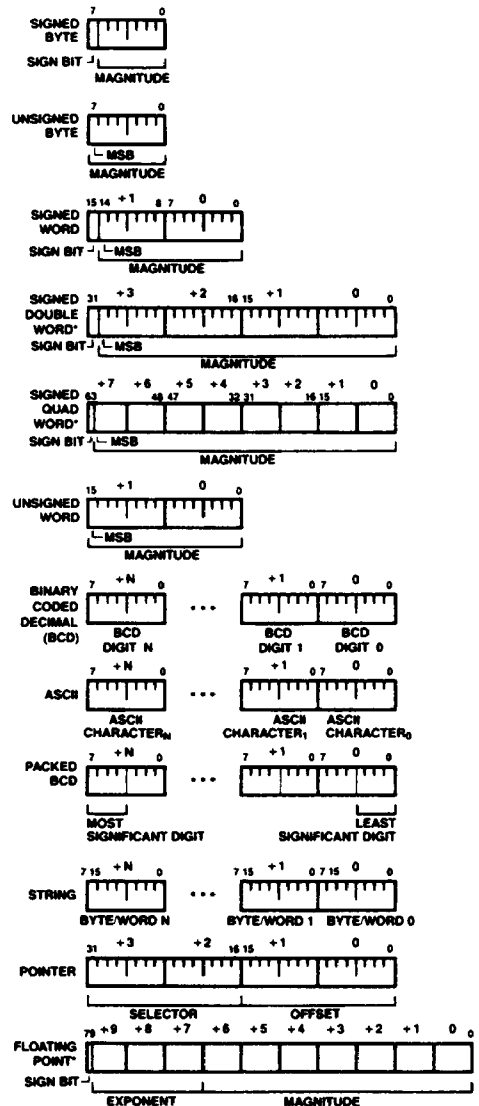 7 0
SIGNED
BYTE
SIGN BIT
MAGNITUDE
7 0
UNSIGNED
BYTE
MSB
MAGNITUDE
15 14 +1 8 7 0 0
SIGNED
WORD
SIGN BIT MSB
MAGNITUDE
31 +3 +2 16 15 +1 0 0
SIGNED
DOUBLE
WORD*
SIGN BIT MSB
MAGNITUDE
+7 +6 +5 +4 +3 +2 +1 0
63 48 47 32 31 16 15 0
SIGNED
QUAD
WORD*
SIGN BIT MSB
MAGNITUDE
15 +1 0 0
UNSIGNED
WORD
MSB
MAGNITUDE
7 +N 0 7 +1 0 7 0 0
BINARY
CODED
DECIMAL
(BCD)
...
BCD BCD BCD
DIGIT N DIGIT 1 DIGIT 0
7 +N 0 7 +1 0 7 0 0
ASCII ...
ASCII ASCII ASCII
CHARACTERN CHARACTER1 CHARACTER0
7 +N 0 7 +1 0 7 0 0
PACKED
BCD
...
MOST LEAST
SIGNIFICANT DIGIT SIGNIFICANT DIGIT
7 15 +N 0 7 15 +1 0 7 15 0 0
STRING ...
BYTE/WORD N BYTE/WORD 1 BYTE/WORD 0
31 +3 +2 16 15 +1 0 0
POINTER
SELECTOR OFFSET
79 +9 +8 +7 +6 +5 +4 +3 +2 +1 0 0
FLOATING
POINT*
SIGN BIT
EXPONENT MAGNITUDE